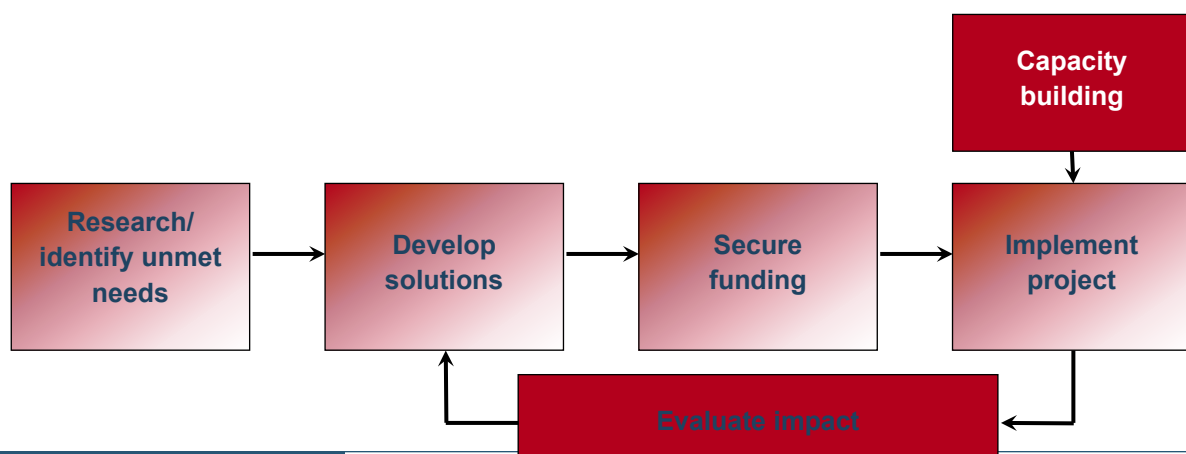 Capacity
building
Research/
identify unmet
needs
Develop
solutions
Secure
funding
Implement
project
Evaluate impact